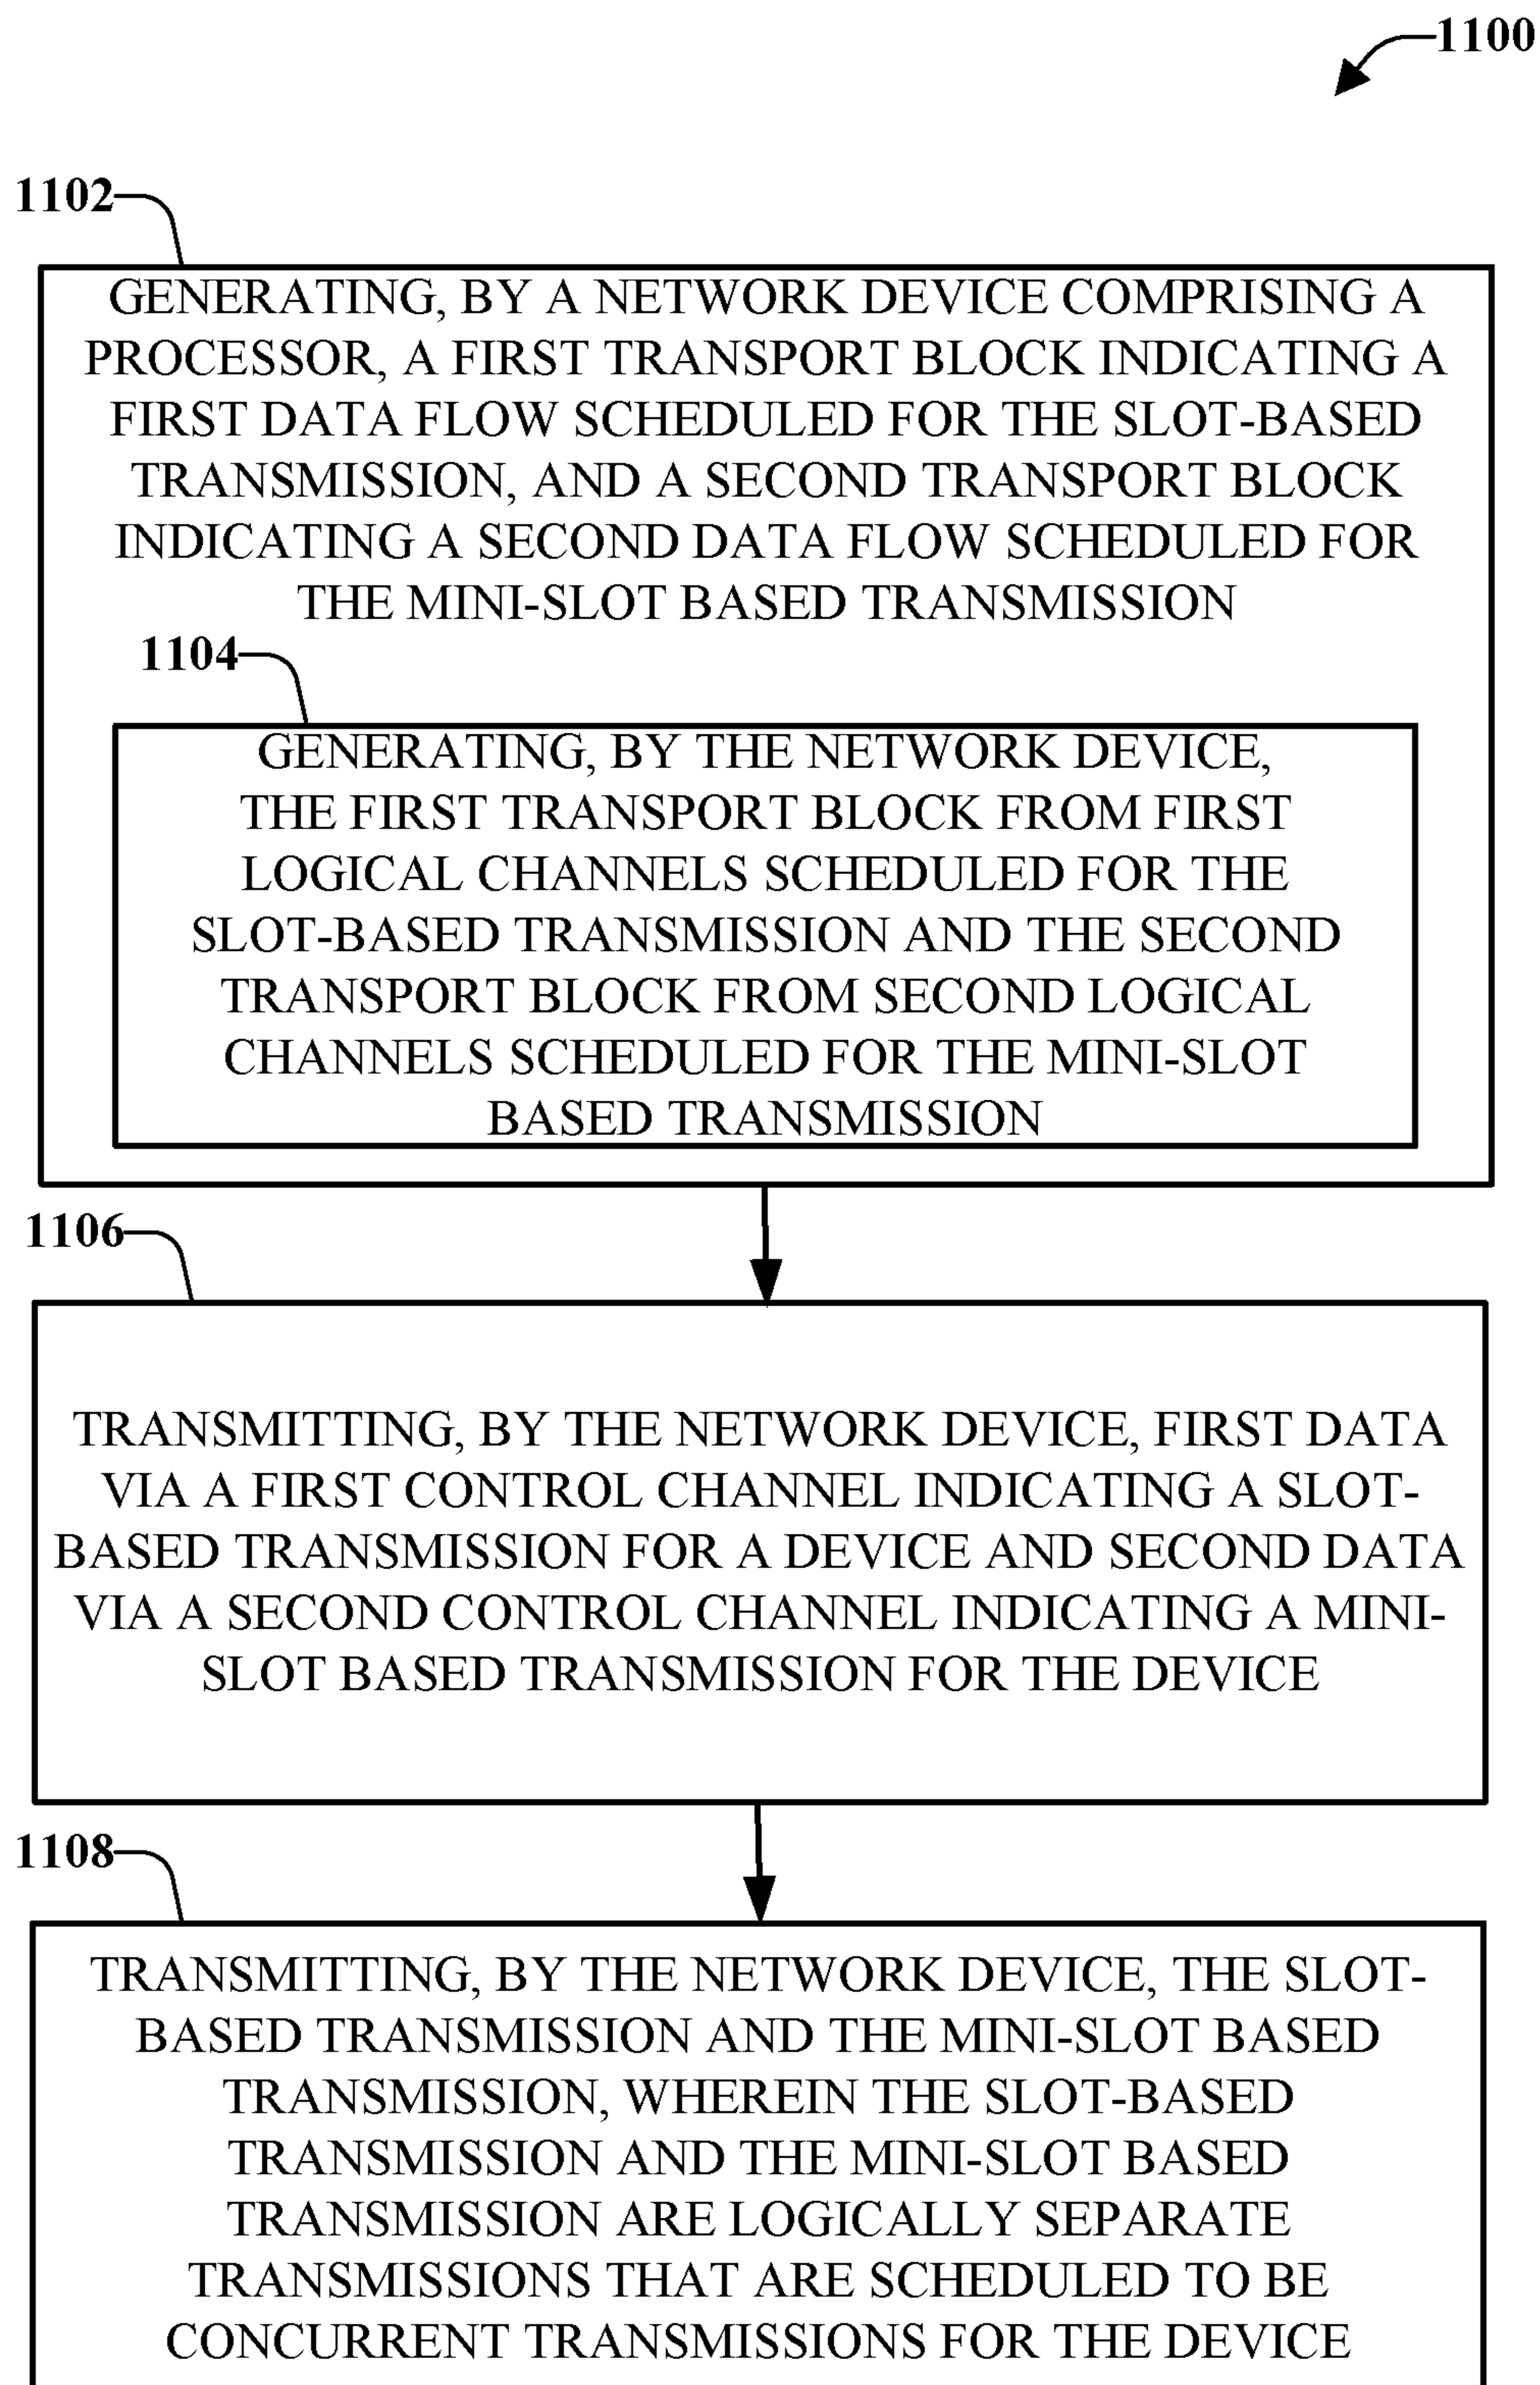 1100
1102
GENERATING, BY A NETWORK DEVICE COMPRISING A
PROCESSOR, A FIRST TRANSPORT BLOCK INDICATING A
FIRST DATA FLOW SCHEDULED FOR THE SLOT-BASED
TRANSMISSION, AND A SECOND TRANSPORT BLOCK
INDICATING A SECOND DATA FLOW SCHEDULED FOR
THE MINI-SLOT BASED TRANSMISSION
1104
GENERATING, BY THE NETWORK DEVICE,
THE FIRST TRANSPORT BLOCK FROM FIRST
LOGICAL CHANNELS SCHEDULED FOR THE
SLOT-BASED TRANSMISSION AND THE SECOND
TRANSPORT BLOCK FROM SECOND LOGICAL
CHANNELS SCHEDULED FOR THE MINI-SLOT
BASED TRANSMISSION
1106
TRANSMITTING, BY THE NETWORK DEVICE, FIRST DATA
VIA A FIRST CONTROL CHANNEL INDICATING A SLOT-
BASED TRANSMISSION FOR A DEVICE AND SECOND DATA
VIA A SECOND CONTROL CHANNEL INDICATING A MINI-
SLOT BASED TRANSMISSION FOR THE DEVICE
1108
TRANSMITTING, BY THE NETWORK DEVICE, THE SLOT-
BASED TRANSMISSION AND THE MINI-SLOT BASED
TRANSMISSION, WHEREIN THE SLOT-BASED
TRANSMISSION AND THE MINI-SLOT BASED
TRANSMISSION ARE LOGICALLY SEPARATE
TRANSMISSIONS THAT ARE SCHEDULED TO BE
CONCURRENT TRANSMISSIONS FOR THE DEVICE